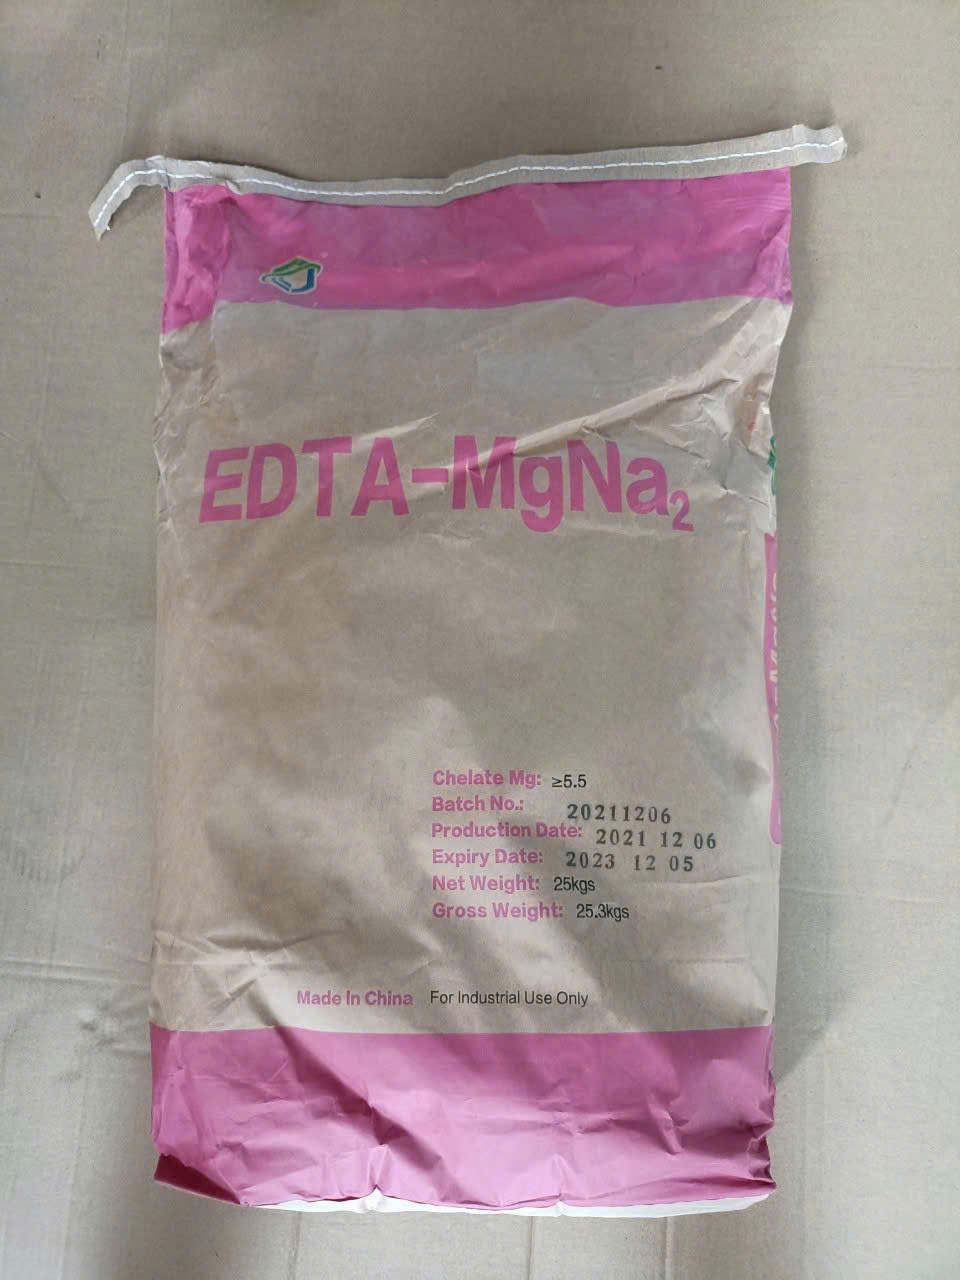 EDTA-MgNa₂
Chelate Mg: ≥5.5
Batch No.: 20211206
Production Date: 2021 12 06
Expiry Date: 2023 12 05
Net Weight: 25kgs
Gross Weight: 25.3kgs
Made In China For Industrial Use Only